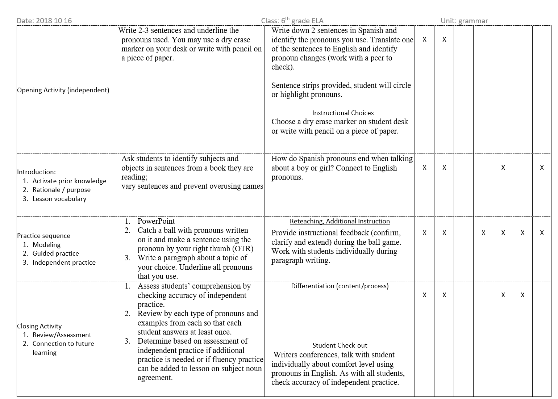 Date: 2018 10 16
Class: 6th grade ELA
Unit: grammar
Opening Activity (independent)
Write 2-3 sentences and underline the
pronouns used. You may use a dry erase
marker on your desk or write with pencil on
a piece of paper.
Write down 2 sentences in Spanish and
identify the pronouns you use. Translate one
of the sentences to English and identify
pronoun changes (work with a peer to
check).
Sentence strips provided, student will circle
or highlight pronouns.
Instructional Choices
Choose a dry erase marker on student desk
or write with pencil on a piece of paper.
X X
Introduction:
1. Activate prior knowledge
2. Rationale / purpose
3. Lesson vocabulary
Ask students to identify subjects and
objects in sentences from a book they are
reading;
vary sentences and prevent overusing names
How do Spanish pronouns end when talking
about a boy or girl? Connect to English
pronouns.
X X X X
Practice sequence
1. Modeling
2. Guided practice
3. Independent practice
1. PowerPoint
2. Catch a ball with pronouns written
on it and make a sentence using the
pronoun by your right thumb (OTR)
3. Write a paragraph about a topic of
your choice. Underline all pronouns
that you use.
Reteaching, Additional Instruction
Provide instructional feedback (confirm,
clarify and extend) during the ball game.
Work with students individually during
paragraph writing.
X X X X X X
Closing Activity
1. Review/Assessment
2. Connection to future
learning
1. Assess students' comprehension by
checking accuracy of independent
practice.
2. Review by each type of pronouns and
examples from each so that each
student answers at least once.
3. Determine based on assessment of
independent practice if additional
practice is needed or if fluency practice
can be added to lesson on subject noun
agreement.
Differentiation (content/process)
Student Check-out
Writers conferences, talk with student
individually about comfort level using
pronouns in English. As with all students,
check accuracy of independent practice.
X X X X